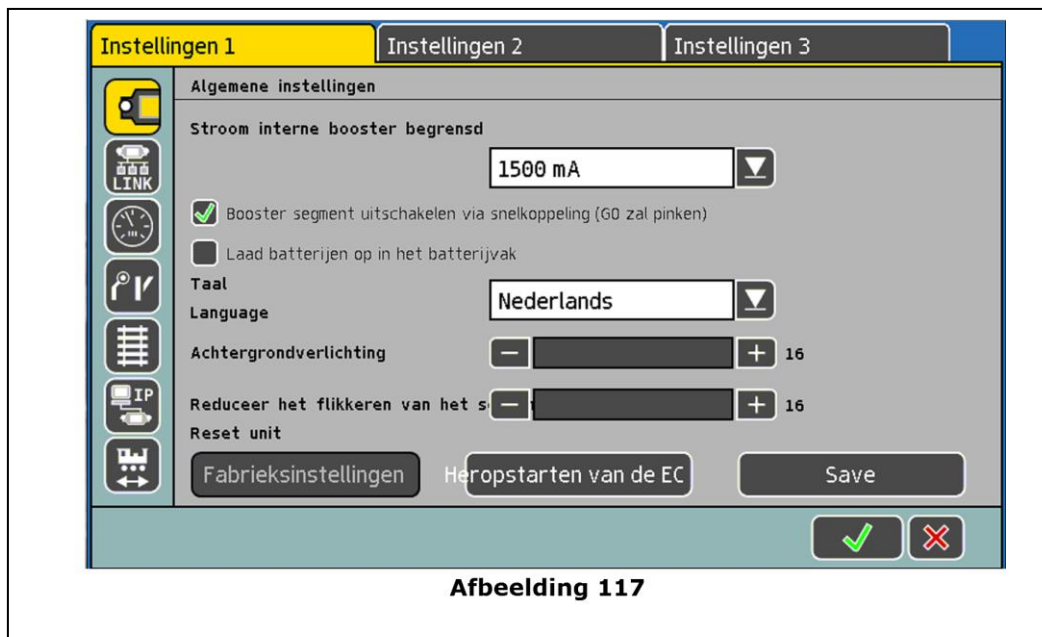 Instellingen 1 Instellingen 2 Instellingen 3
Algemene instellingen
Stroom interne booster begrensd
1500 mA
LINK
Booster segment uitschakelen via snelkoppeling (GO zal pinken)
Laad batterijen op in het batterijvak
Taal
Language
Nederlands
Achtergrondverlichting
16
IP
Reduceer het flikkeren van het s
16
Reset unit
Fabrieksinstellingen Heropstarten van de EC Save
Afbeelding 117